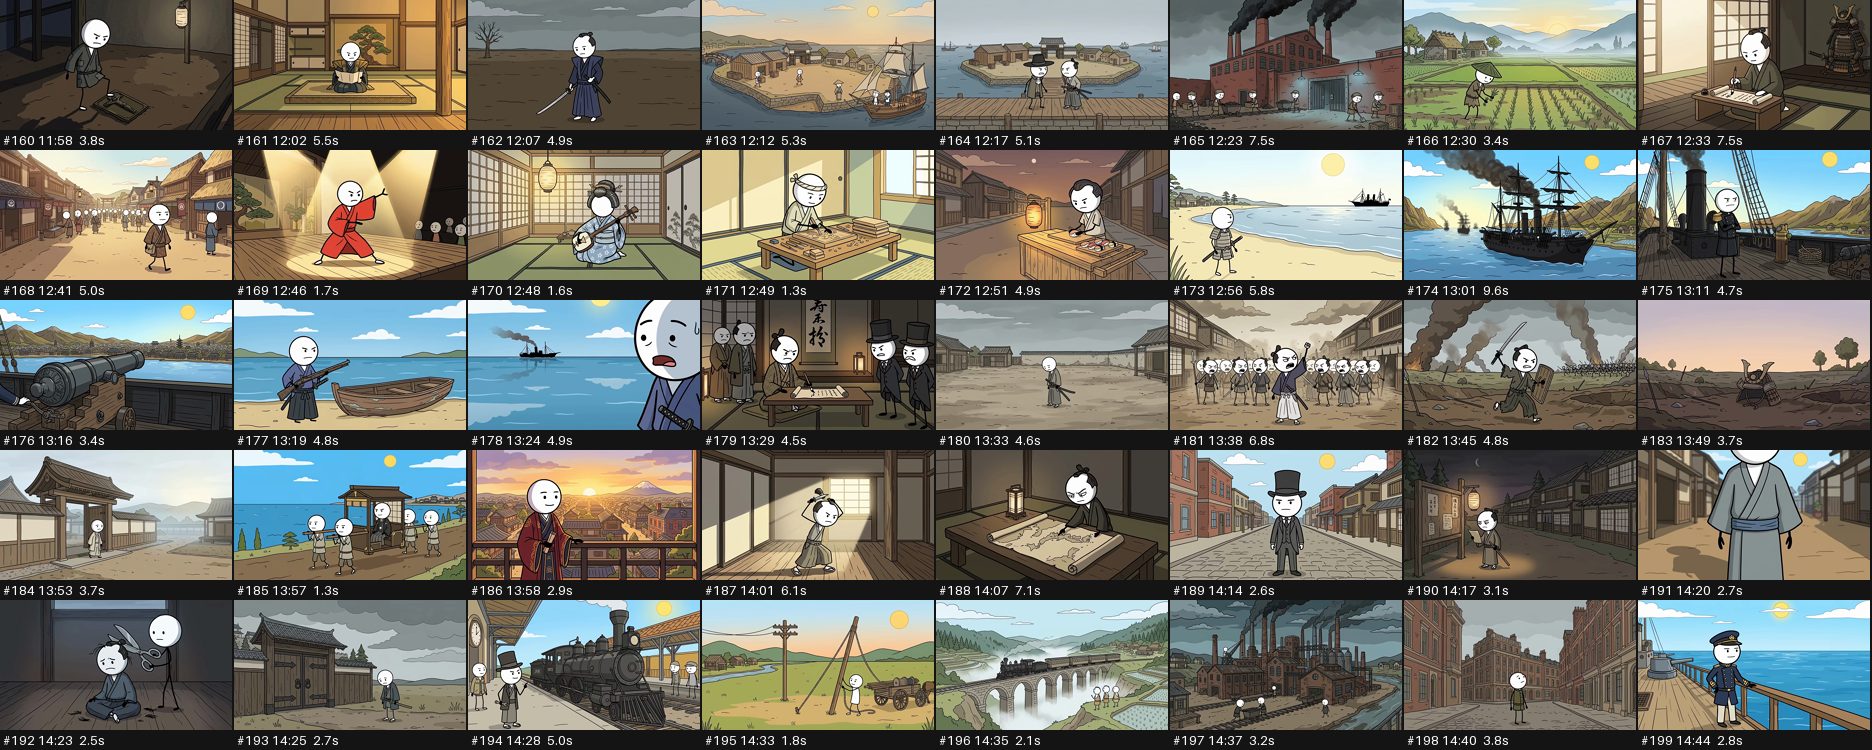 #160 11:58 3.8s
#161 12:02 5.5s
#162 12:07 4.9s
#163 12:12 5.3s
#164 12:17 5.1s
#165 12:23 7.5s
#166 12:30 3.4s
#167 12:33 7.5s
#168 12:41 5.0s
#169 12:46 1.7s
#170 12:48 1.6s
#171 12:49 1.3s
#172 12:51 4.9s
#173 12:56 5.8s
#174 13:01 9.6s
#175 13:11 4.7s
#176 13:16 3.4s
#177 13:19 4.8s
#178 13:24 4.9s
#179 13:29 4.5s
#180 13:33 4.6s
#181 13:38 6.8s
#182 13:45 4.8s
#183 13:49 3.7s
#184 13:53 3.7s
#185 13:57 1.3s
#186 13:58 2.9s
#187 14:01 6.1s
#188 14:07 7.1s
#189 14:14 2.6s
#190 14:17 3.1s
#191 14:20 2.7s
#192 14:23 2.5s
#193 14:25 2.7s
#194 14:28 5.0s
#195 14:33 1.8s
#196 14:35 2.1s
#197 14:37 3.2s
#198 14:40 3.8s
#199 14:44 2.8s